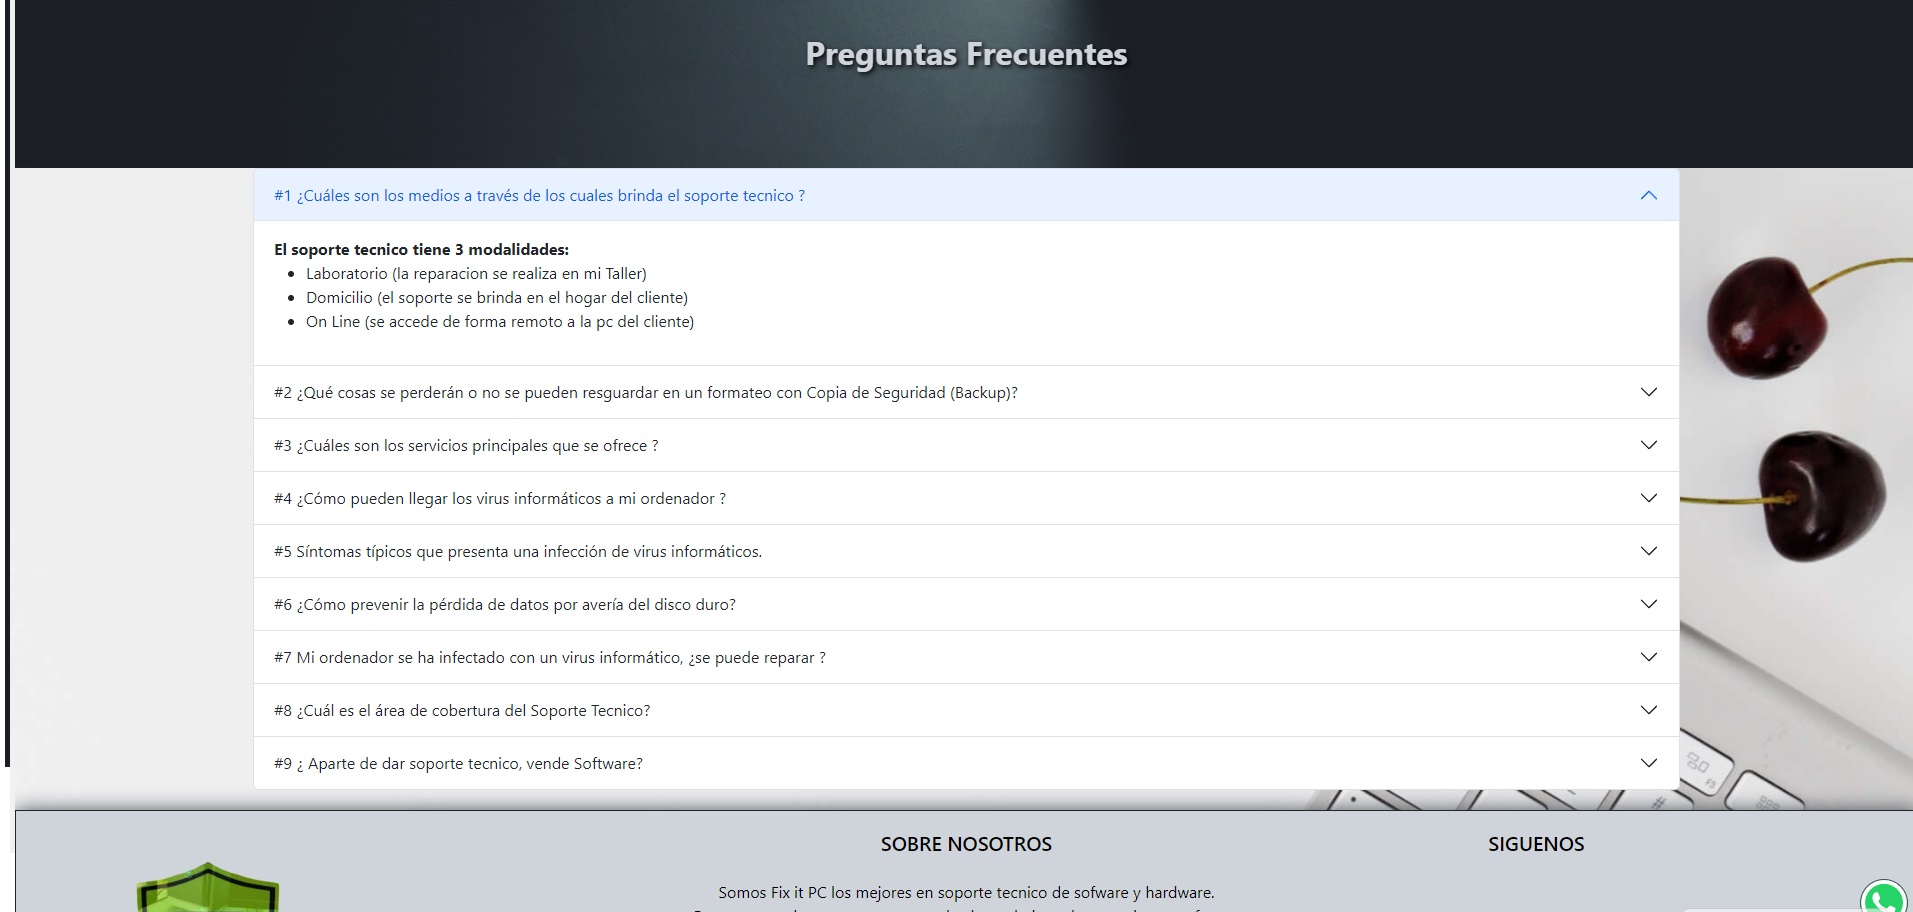 Preguntas Frecuentes
#1 ¿Cuáles son los medios a través de los cuales brinda el soporte tecnico ?
El soporte tecnico tiene 3 modalidades:
Laboratorio (la reparacion se realiza en mi Taller)
Domicilio (el soporte se brinda en el hogar del cliente)
On Line (se accede de forma remoto a la pc del cliente)
#2 ¿Qué cosas se perderán o no se pueden resguardar en un formateo con Copia de Seguridad (Backup)?
#3 ¿Cuáles son los servicios principales que se ofrece ?
#4 ¿Cómo pueden llegar los virus informáticos a mi ordenador ?
#5 Síntomas típicos que presenta una infección de virus informáticos.
#6 ¿Cómo prevenir la pérdida de datos por avería del disco duro?
#7 Mi ordenador se ha infectado con un virus informático, ¿se puede reparar ?
#8 ¿Cuál es el área de cobertura del Soporte Tecnico?
#9 ¿ Aparte de dar soporte tecnico, vende Software?
F3
#
SOBRE NOSOTROS
SIGUENOS
Somos Fix it PC los mejores en soporte tecnico de sofware y hardware.